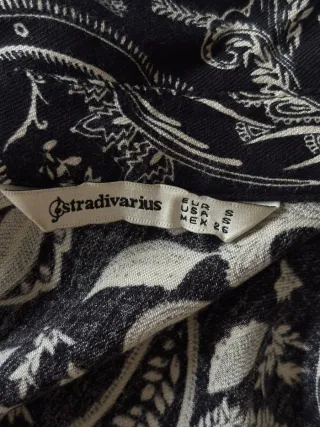 stradivarius
EUR S
USA S
MEX 26